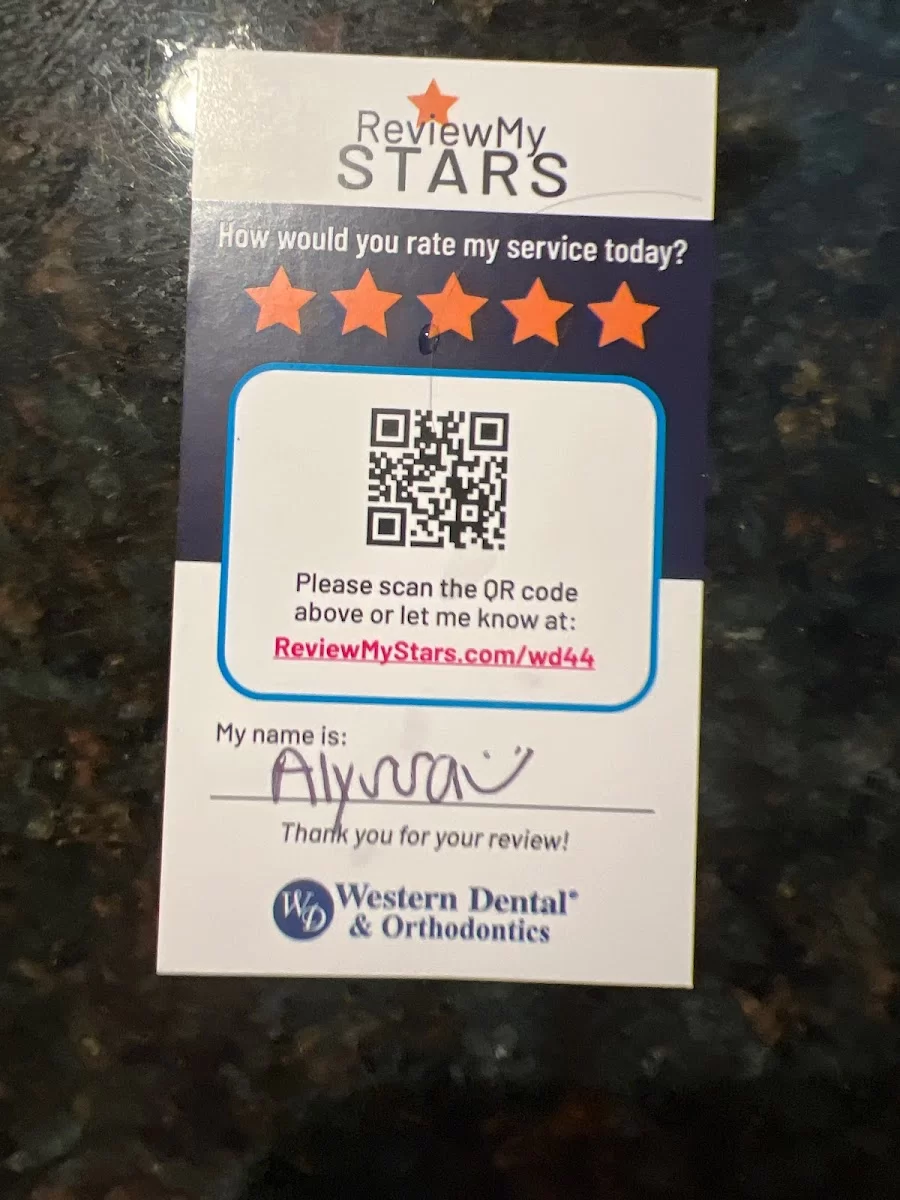 ReviewMy
STARS
How would you rate my service today?
Please scan the QR code
above or let me know at:
ReviewMyStars.com/wd44
My name is:
Alyssa
Thank you for your review!
WD
Western Dental®
& Orthodontics